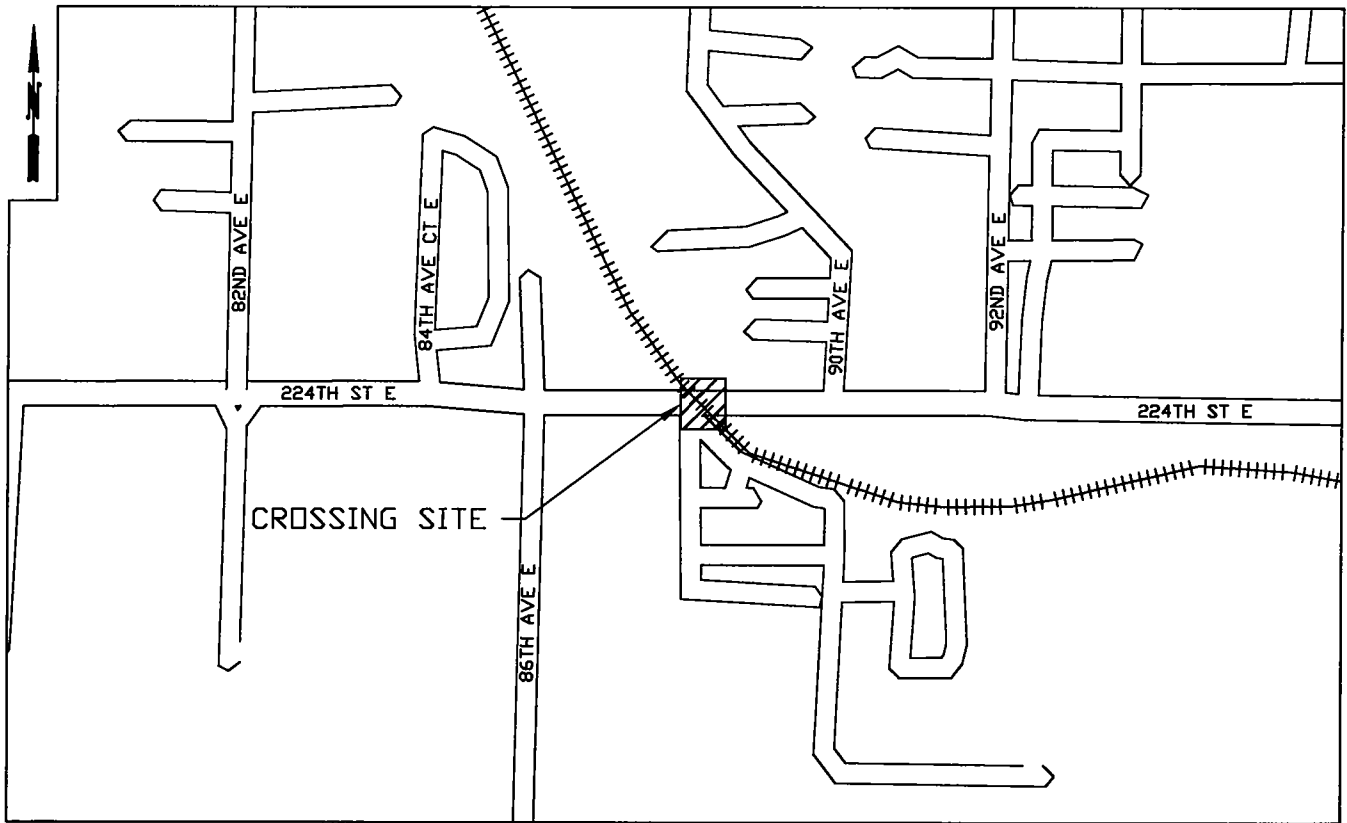 N
82ND AVE E
84TH AVE CT E
90TH AVE E
92ND AVE E
224TH ST E
224TH ST E
CROSSING SITE
86TH AVE E